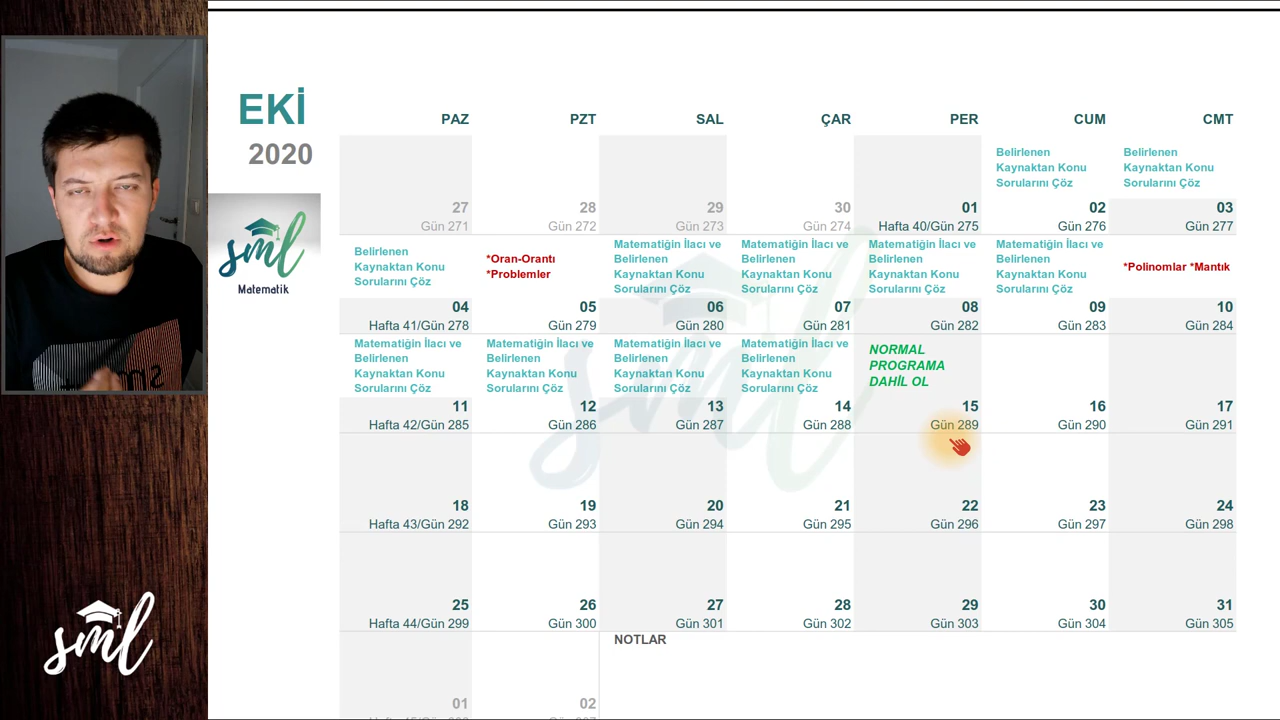 EKİ
2020
sml
Matematik
sml
PAZ PZT SAL ÇAR PER CUM CMT
Belirlenen Belirlenen
Kaynaktan Konu Kaynaktan Konu
Sorularını Çöz Sorularını Çöz
27 28 29 30 01 02 03
Gün 271 Gün 272 Gün 273 Gün 274 Hafta 40/Gün 275 Gün 276 Gün 277
Belirlenen
Kaynaktan Konu
Sorularını Çöz
*Oran-Orantı
*Problemler
Matematiğin İlacı ve Matematiğin İlacı ve Matematiğin İlacı ve Matematiğin İlacı ve
Belirlenen Belirlenen Belirlenen Belirlenen
Kaynaktan Konu Kaynaktan Konu Kaynaktan Konu Kaynaktan Konu
Sorularını Çöz Sorularını Çöz Sorularını Çöz Sorularını Çöz
*Polinomlar *Mantık
04 05 06 07 08 09 10
Hafta 41/Gün 278 Gün 279 Gün 280 Gün 281 Gün 282 Gün 283 Gün 284
Matematiğin İlacı ve Matematiğin İlacı ve Matematiğin İlacı ve Matematiğin İlacı ve
Belirlenen Belirlenen Belirlenen Belirlenen
Kaynaktan Konu Kaynaktan Konu Kaynaktan Konu Kaynaktan Konu
Sorularını Çöz Sorularını Çöz Sorularını Çöz Sorularını Çöz
NORMAL
PROGRAMA
DAHİL OL
11 12 13 14 15 16 17
Hafta 42/Gün 285 Gün 286 Gün 287 Gün 288 Gün 289 Gün 290 Gün 291
18 19 20 21 22 23 24
Hafta 43/Gün 292 Gün 293 Gün 294 Gün 295 Gün 296 Gün 297 Gün 298
25 26 27 28 29 30 31
Hafta 44/Gün 299 Gün 300 Gün 301 Gün 302 Gün 303 Gün 304 Gün 305
NOTLAR
01 02